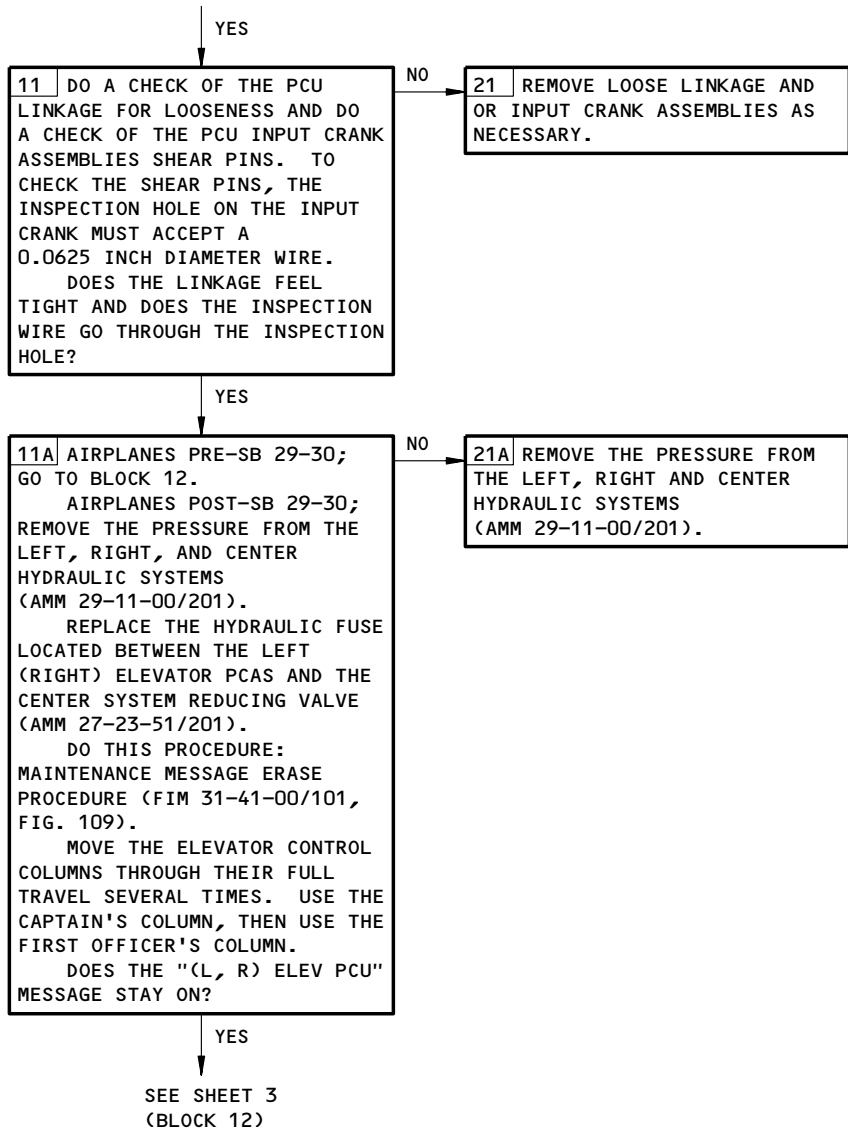 YES
11 DO A CHECK OF THE PCU
LINKAGE FOR LOOSENESS AND DO
A CHECK OF THE PCU INPUT CRANK
ASSEMBLIES SHEAR PINS. TO
CHECK THE SHEAR PINS, THE
INSPECTION HOLE ON THE INPUT
CRANK MUST ACCEPT A
0.0625 INCH DIAMETER WIRE.
DOES THE LINKAGE FEEL
TIGHT AND DOES THE INSPECTION
WIRE GO THROUGH THE INSPECTION
HOLE?
NO
21 REMOVE LOOSE LINKAGE AND
OR INPUT CRANK ASSEMBLIES AS
NECESSARY.
YES
11A AIRPLANES PRE-SB 29-30;
GO TO BLOCK 12.
AIRPLANES POST-SB 29-30;
REMOVE THE PRESSURE FROM THE
LEFT, RIGHT, AND CENTER
HYDRAULIC SYSTEMS
(AMM 29-11-00/201).
REPLACE THE HYDRAULIC FUSE
LOCATED BETWEEN THE LEFT
(RIGHT) ELEVATOR PCAS AND THE
CENTER SYSTEM REDUCING VALVE
(AMM 27-23-51/201).
DO THIS PROCEDURE:
MAINTENANCE MESSAGE ERASE
PROCEDURE (FIM 31-41-00/101,
FIG. 109).
MOVE THE ELEVATOR CONTROL
COLUMNS THROUGH THEIR FULL
TRAVEL SEVERAL TIMES. USE THE
CAPTAIN'S COLUMN, THEN USE THE
FIRST OFFICER'S COLUMN.
DOES THE "(L, R) ELEV PCU"
MESSAGE STAY ON?
NO
21A REMOVE THE PRESSURE FROM
THE LEFT, RIGHT AND CENTER
HYDRAULIC SYSTEMS
(AMM 29-11-00/201).
YES
SEE SHEET 3
(BLOCK 12)